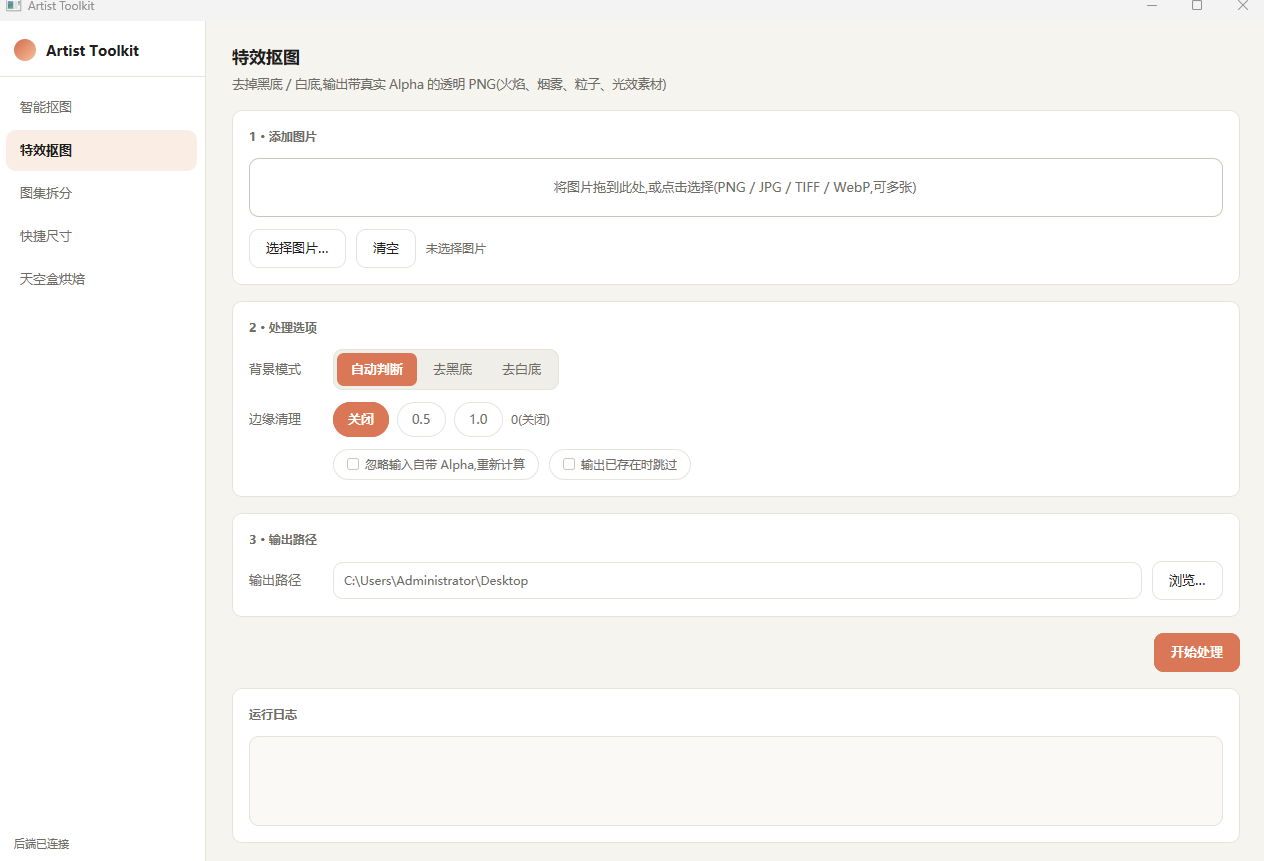 Artist Toolkit
Artist Toolkit
智能抠图
特效抠图
图集拆分
快捷尺寸
天空盒烘焙
后端已连接
特效抠图
去掉黑底 / 白底,输出带真实 Alpha 的透明 PNG(火焰、烟雾、粒子、光效素材)
1 • 添加图片
将图片拖到此处,或点击选择(PNG / JPG / TIFF / WebP,可多张)
选择图片... 清空 未选择图片
2 • 处理选项
背景模式 自动判断 去黑底 去白底
边缘清理 关闭 0.5 1.0 0(关闭)
忽略输入自带 Alpha,重新计算 输出已存在时跳过
3 • 输出路径
输出路径 C:\Users\Administrator\Desktop 浏览...
开始处理
运行日志